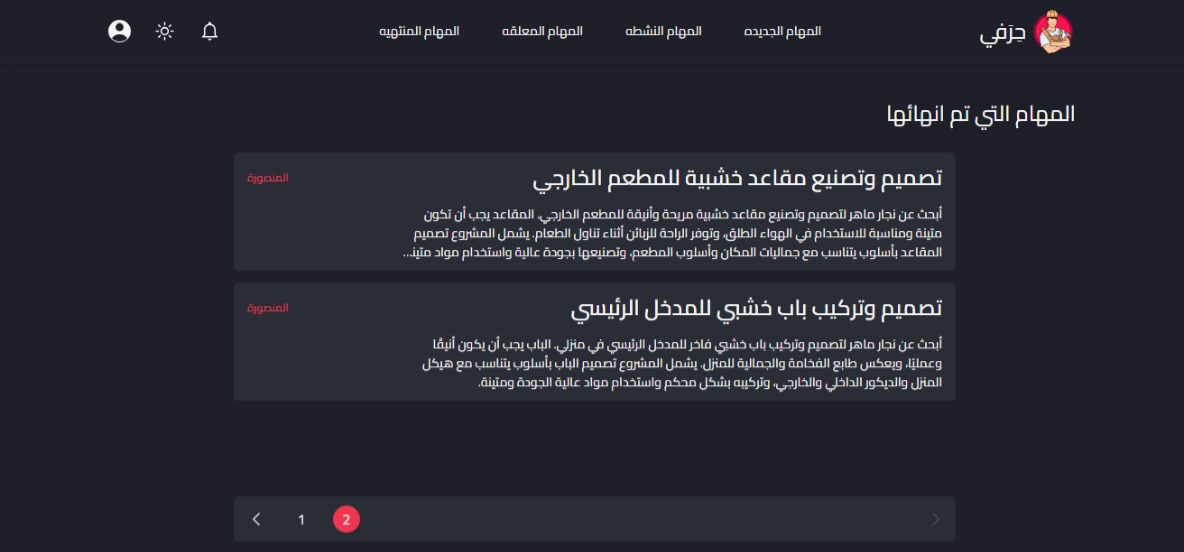 حِرَفي
المهام الجديده
المهام النشطه
المهام المعلقه
المهام المنتهيه
المهام التي تم انهائها
تصميم وتصنيع مقاعد خشبية للمطعم الخارجي
المنصورة
أبحث عن نجار ماهر لتصميم وتصنيع مقاعد خشبية مريحة وأنيقة للمطعم الخارجي. المقاعد يجب أن تكون
متينة ومناسبة للاستخدام في الهواء الطلق، وتوفر الراحة للزبائن أثناء تناول الطعام. يشمل المشروع تصميم
المقاعد بأسلوب يتناسب مع جماليات المكان وأسلوب المطعم، وتصنيعها بجودة عالية واستخدام مواد متين...
تصميم وتركيب باب خشبي للمدخل الرئيسي
المنصورة
أبحث عن نجار ماهر لتصميم وتركيب باب خشبي فاخر للمدخل الرئيسي في منزلي. الباب يجب أن يكون أنيقًا
وعمليًا، ويعكس طابع الفخامة والجمالية للمنزل. يشمل المشروع تصميم الباب بأسلوب يتناسب مع هيكل
المنزل والديكور الداخلي والخارجي، وتركيبه بشكل محكم واستخدام مواد عالية الجودة ومتينة.
1
2